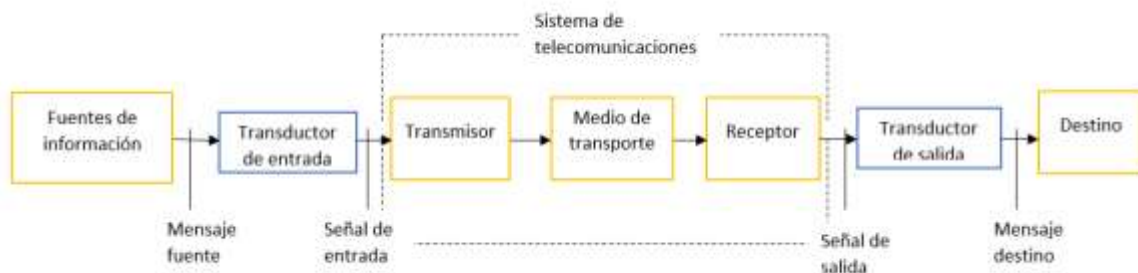 Sistema de
telecomunicaciones
Fuentes de
información
Transductor
de entrada
Transmisor
Medio de
transporte
Receptor
Transductor
de salida
Destino
Mensaje
fuente
Señal de
entrada
Señal de
salida
Mensaje
destino